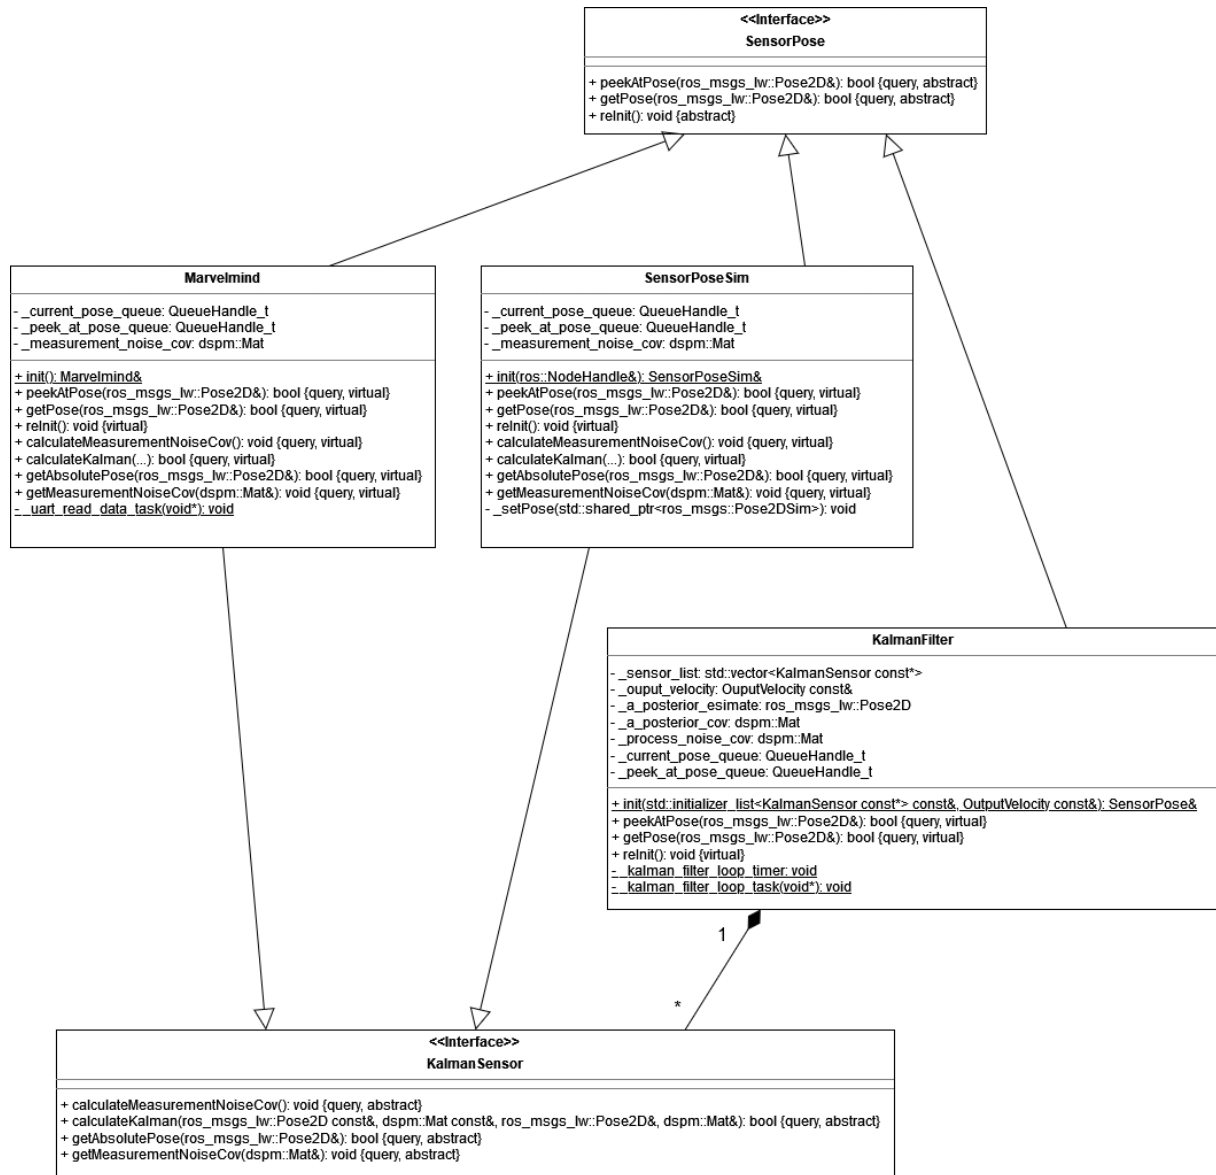 <<Interface>>
SensorPose
+ peekAtPose(ros_msgs_lw::Pose2D&): bool {query, abstract}
+ getPose(ros_msgs_lw::Pose2D&): bool {query, abstract}
+ reInit(): void {abstract}
Marvelmind
- _current_pose_queue: QueueHandle_t
- _peek_at_pose_queue: QueueHandle_t
- _measurement_noise_cov: dspm::Mat
+ init(): Marvelmind&
+ peekAtPose(ros_msgs_lw::Pose2D&): bool {query, virtual}
+ getPose(ros_msgs_lw::Pose2D&): bool {query, virtual}
+ reInit(): void {virtual}
+ calculateMeasurementNoiseCov(): void {query, virtual}
+ calculateKalman(...): bool {query, virtual}
+ getAbsolutePose(ros_msgs_lw::Pose2D&): bool {query, virtual}
+ getMeasurementNoiseCov(dspm::Mat&): void {query, virtual}
- _uart_read_data_task(void*): void
SensorPoseSim
- _current_pose_queue: QueueHandle_t
- _peek_at_pose_queue: QueueHandle_t
- _measurement_noise_cov: dspm::Mat
+ init(ros::NodeHandle&): SensorPoseSim&
+ peekAtPose(ros_msgs_lw::Pose2D&): bool {query, virtual}
+ getPose(ros_msgs_lw::Pose2D&): bool {query, virtual}
+ reInit(): void {virtual}
+ calculateMeasurementNoiseCov(): void {query, virtual}
+ calculateKalman(...): bool {query, virtual}
+ getAbsolutePose(ros_msgs_lw::Pose2D&): bool {query, virtual}
+ getMeasurementNoiseCov(dspm::Mat&): void {query, virtual}
- _setPose(std::shared_ptr<ros_msgs::Pose2DSim>): void
KalmanFilter
- _sensor_list: std::vector<KalmanSensor const*>
- _ouput_velocity: OuputVelocity const&
- _a_posterior_esimate: ros_msgs_lw::Pose2D
- _a_posterior_cov: dspm::Mat
- _process_noise_cov: dspm::Mat
- _current_pose_queue: QueueHandle_t
- _peek_at_pose_queue: QueueHandle_t
+ init(std::initializer_list<KalmanSensor const*> const&, OutputVelocity const&): SensorPose&
+ peekAtPose(ros_msgs_lw::Pose2D&): bool {query, virtual}
+ getPose(ros_msgs_lw::Pose2D&): bool {query, virtual}
+ reInit(): void {virtual}
- _kalman_filter_loop_timer: void
- _kalman_filter_loop_task(void*): void
1
*
<<Interface>>
KalmanSensor
+ calculateMeasurementNoiseCov(): void {query, abstract}
+ calculateKalman(ros_msgs_lw::Pose2D const&, dspm::Mat const&, ros_msgs_lw::Pose2D&, dspm::Mat&): bool {query, abstract}
+ getAbsolutePose(ros_msgs_lw::Pose2D&): bool {query, abstract}
+ getMeasurementNoiseCov(dspm::Mat&): void {query, abstract}